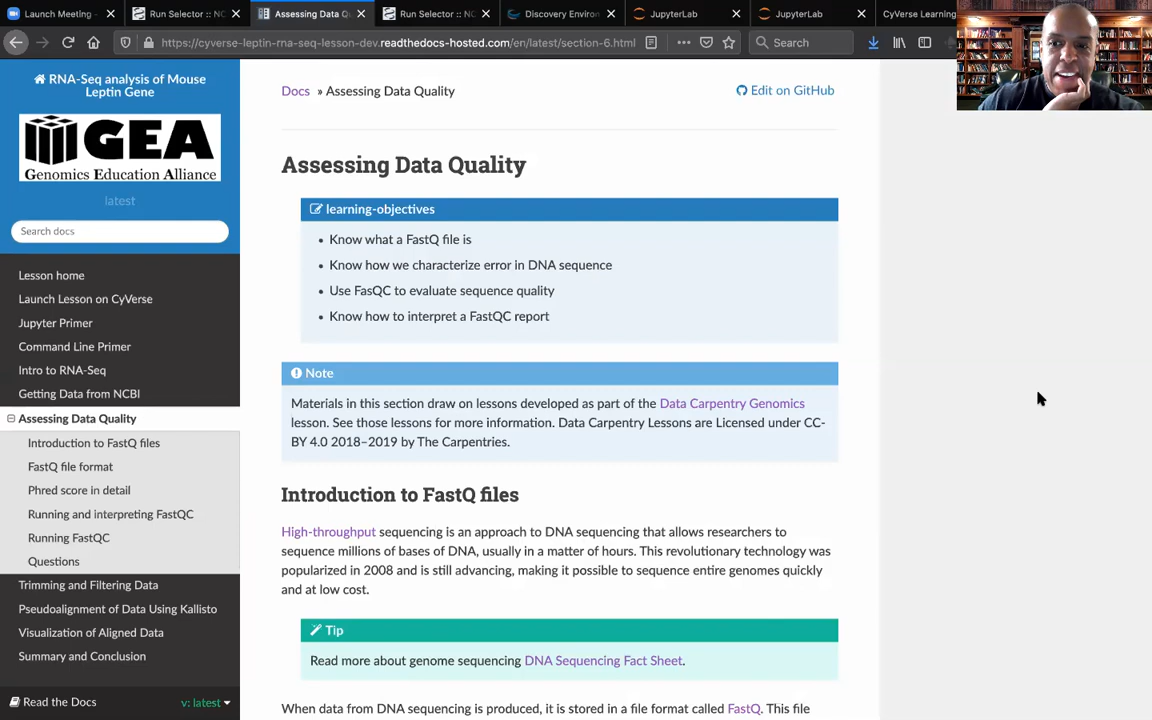 Launch Meeting -
Run Selector :: NC
Assessing Data Q
Run Selector :: NC
Discovery Environ
JupyterLab
JupyterLab
CyVerse Learning
https://cyverse-leptin-rna-seq-lesson-dev.readthedocs-hosted.com/en/latest/section-6.html
Search
RNA-Seq analysis of Mouse
Leptin Gene
GEA
Genomics Education Alliance
latest
Search docs
Lesson home
Launch Lesson on CyVerse
Jupyter Primer
Command Line Primer
Intro to RNA-Seq
Getting Data from NCBI
Assessing Data Quality
Introduction to FastQ files
FastQ file format
Phred score in detail
Running and interpreting FastQC
Running FastQC
Questions
Trimming and Filtering Data
Pseudoalignment of Data Using Kallisto
Visualization of Aligned Data
Summary and Conclusion
Read the Docs
v: latest
Docs » Assessing Data Quality
Edit on GitHub
Assessing Data Quality
learning-objectives
• Know what a FastQ file is
• Know how we characterize error in DNA sequence
• Use FasQC to evaluate sequence quality
• Know how to interpret a FastQC report
Note
Materials in this section draw on lessons developed as part of the Data Carpentry Genomics
lesson. See those lessons for more information. Data Carpentry Lessons are Licensed under CC-
BY 4.0 2018–2019 by The Carpentries.
Introduction to FastQ files
High-throughput sequencing is an approach to DNA sequencing that allows researchers to
sequence millions of bases of DNA, usually in a matter of hours. This revolutionary technology was
popularized in 2008 and is still advancing, making it possible to sequence entire genomes quickly
and at low cost.
Tip
Read more about genome sequencing DNA Sequencing Fact Sheet.
When data from DNA sequencing is produced, it is stored in a file format called FastQ. This file